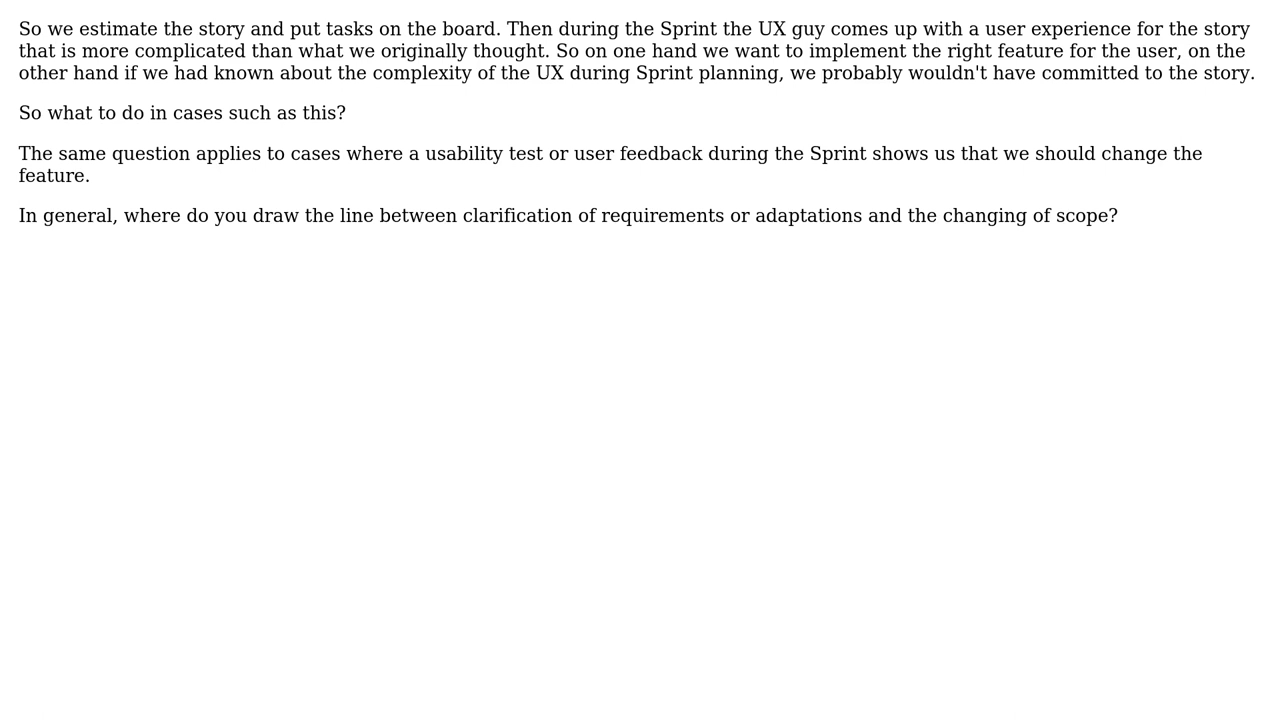 So we estimate the story and put tasks on the board. Then during the Sprint the UX guy comes up with a user experience for the story
that is more complicated than what we originally thought. So on one hand we want to implement the right feature for the user, on the
other hand if we had known about the complexity of the UX during Sprint planning, we probably wouldn't have committed to the story.
So what to do in cases such as this?
The same question applies to cases where a usability test or user feedback during the Sprint shows us that we should change the
feature.
In general, where do you draw the line between clarification of requirements or adaptations and the changing of scope?